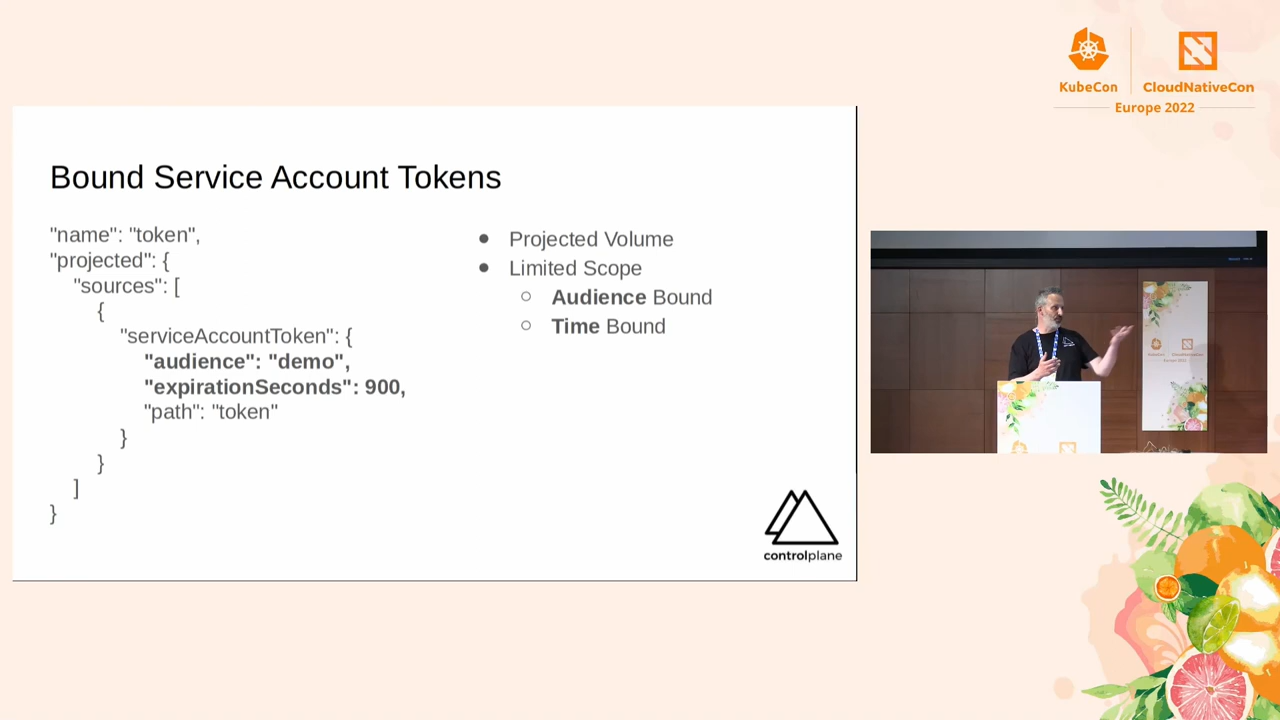 KubeCon
CloudNativeCon
Europe 2022
Bound Service Account Tokens
"name": "token",
"projected": {
"sources": [
{
"serviceAccountToken": {
"audience": "demo",
"expirationSeconds": 900,
"path": "token"
}
}
]
}
● Projected Volume
● Limited Scope
○ Audience Bound
○ Time Bound
controlplane